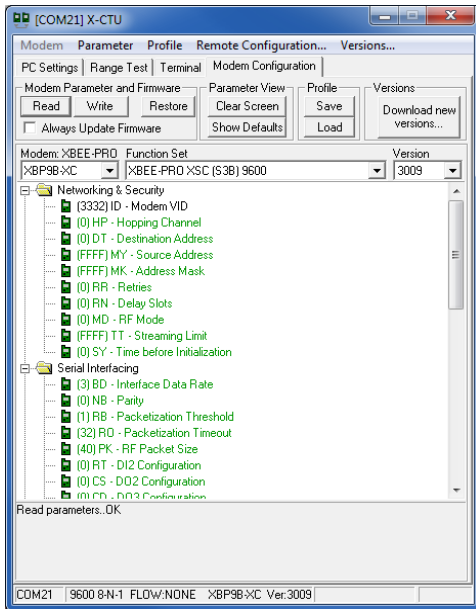 [COM21] X-CTU
Modem Parameter Profile Remote Configuration... Versions...
PC Settings Range Test Terminal Modem Configuration
Modem Parameter and Firmware Parameter View Profile Versions
Read Write Restore Clear Screen Save Download new versions...
Always Update Firmware Show Defaults Load
Modem: XBEE-PRO Function Set Version
XBP9B-XC XBEE-PRO XSC (S3B) 9600 3009
Networking & Security
(3332) ID - Modem VID
(0) HP - Hopping Channel
(0) DT - Destination Address
(FFFF) MY - Source Address
(FFFF) MK - Address Mask
(0) RR - Retries
(0) RN - Delay Slots
(0) MD - RF Mode
(FFFF) TT - Streaming Limit
(0) SY - Time before Initialization
Serial Interfacing
(3) BD - Interface Data Rate
(0) NB - Parity
(1) RB - Packetization Threshold
(32) RO - Packetization Timeout
(40) PK - RF Packet Size
(0) RT - DI2 Configuration
(0) CS - DO2 Configuration
(0) CD - DO3 Configuration
Read parameters..OK
COM21 9600 8-N-1 FLOW:NONE XBP9B-XC Ver:3009